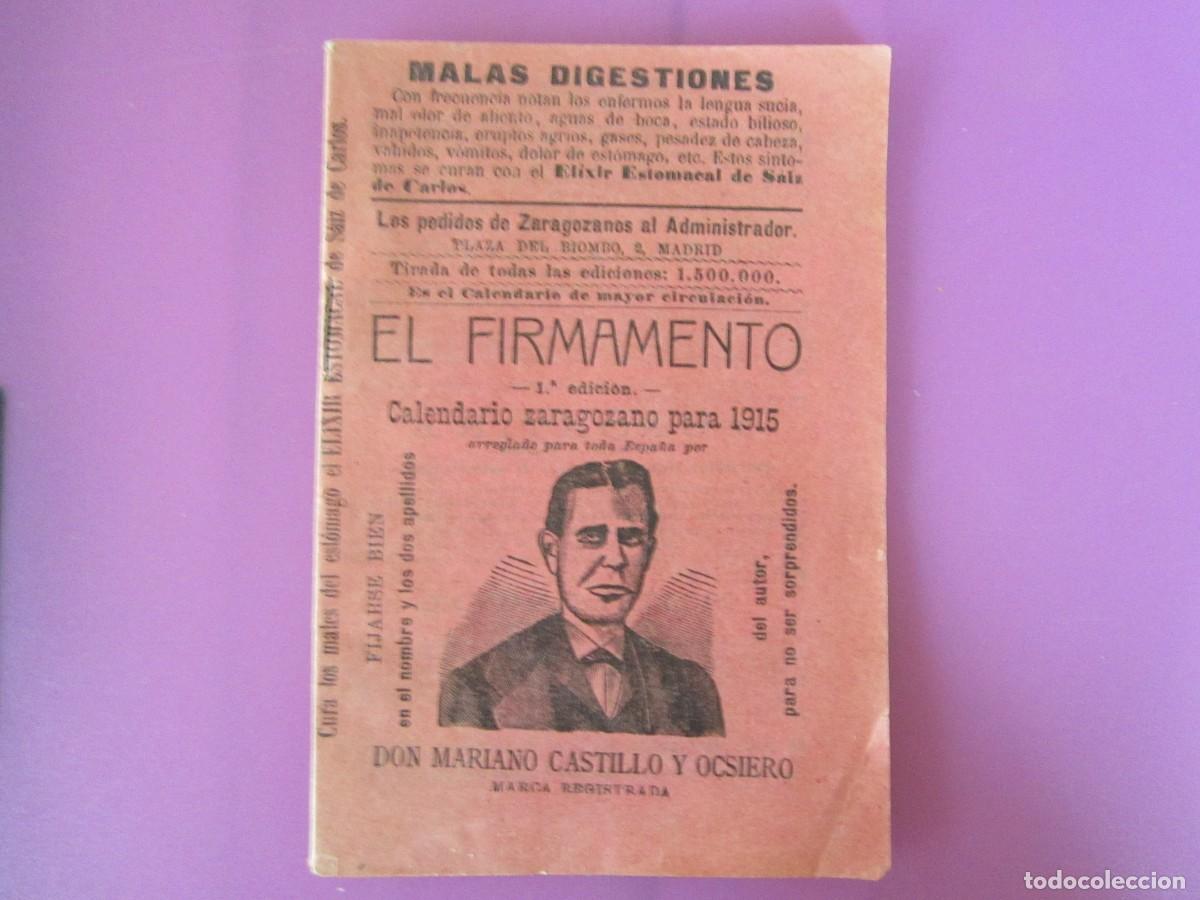 MALAS DIGESTIONES
Con frecuencia notan los enfermos la lengua sucia,
mal olor de aliento, aguas de boca, estado bilioso,
inapetencia, eruptos agrios, gases, pesadez de cabeza,
vahidos, vómitos, dolor de estómago, etc. Estos sínto-
mas se curan con el Elixir Estomacal de Saiz
de Carlos.
Los pedidos de Zaragozanos al Administrador.
PLAZA DEL BIOMBO, 2, MADRID
Tirada de todas las ediciones: 1.500.000.
Es el Calendario de mayor circulación.
EL FIRMAMENTO
— 1.ª edición. —
Calendario zaragozano para 1915
arreglado para toda España por
Cura los males del estómago el ELIXIR ESTOMACAL de Sáiz de Carlos.
FIJARSE BIEN
en el nombre y los dos apellidos
del autor,
para no ser sorprendidos.
DON MARIANO CASTILLO Y OCSIERO
MARCA REGISTRADA
todocoleccion